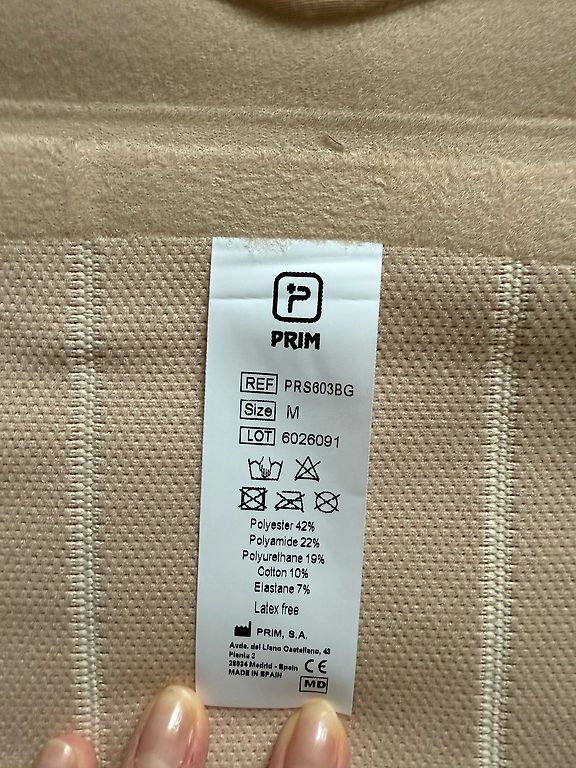 PRIM
REF PRS603BG
Size M
LOT 6026091
Polyester 42%
Polyamide 22%
Polyurethane 19%
Cotton 10%
Elastane 7%
Latex free
PRIM, S.A.
Avda. del Llano Castellano, 43
Planta 2
28034 Madrid - Spain CE
MADE IN SPAIN
MD